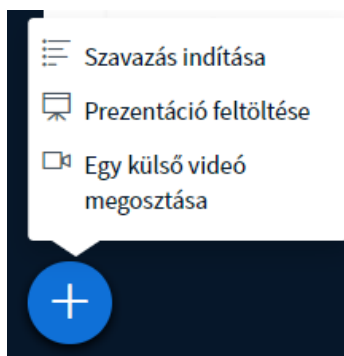 Szavazás indítása
Prezentáció feltöltése
Egy külső videó
megosztása